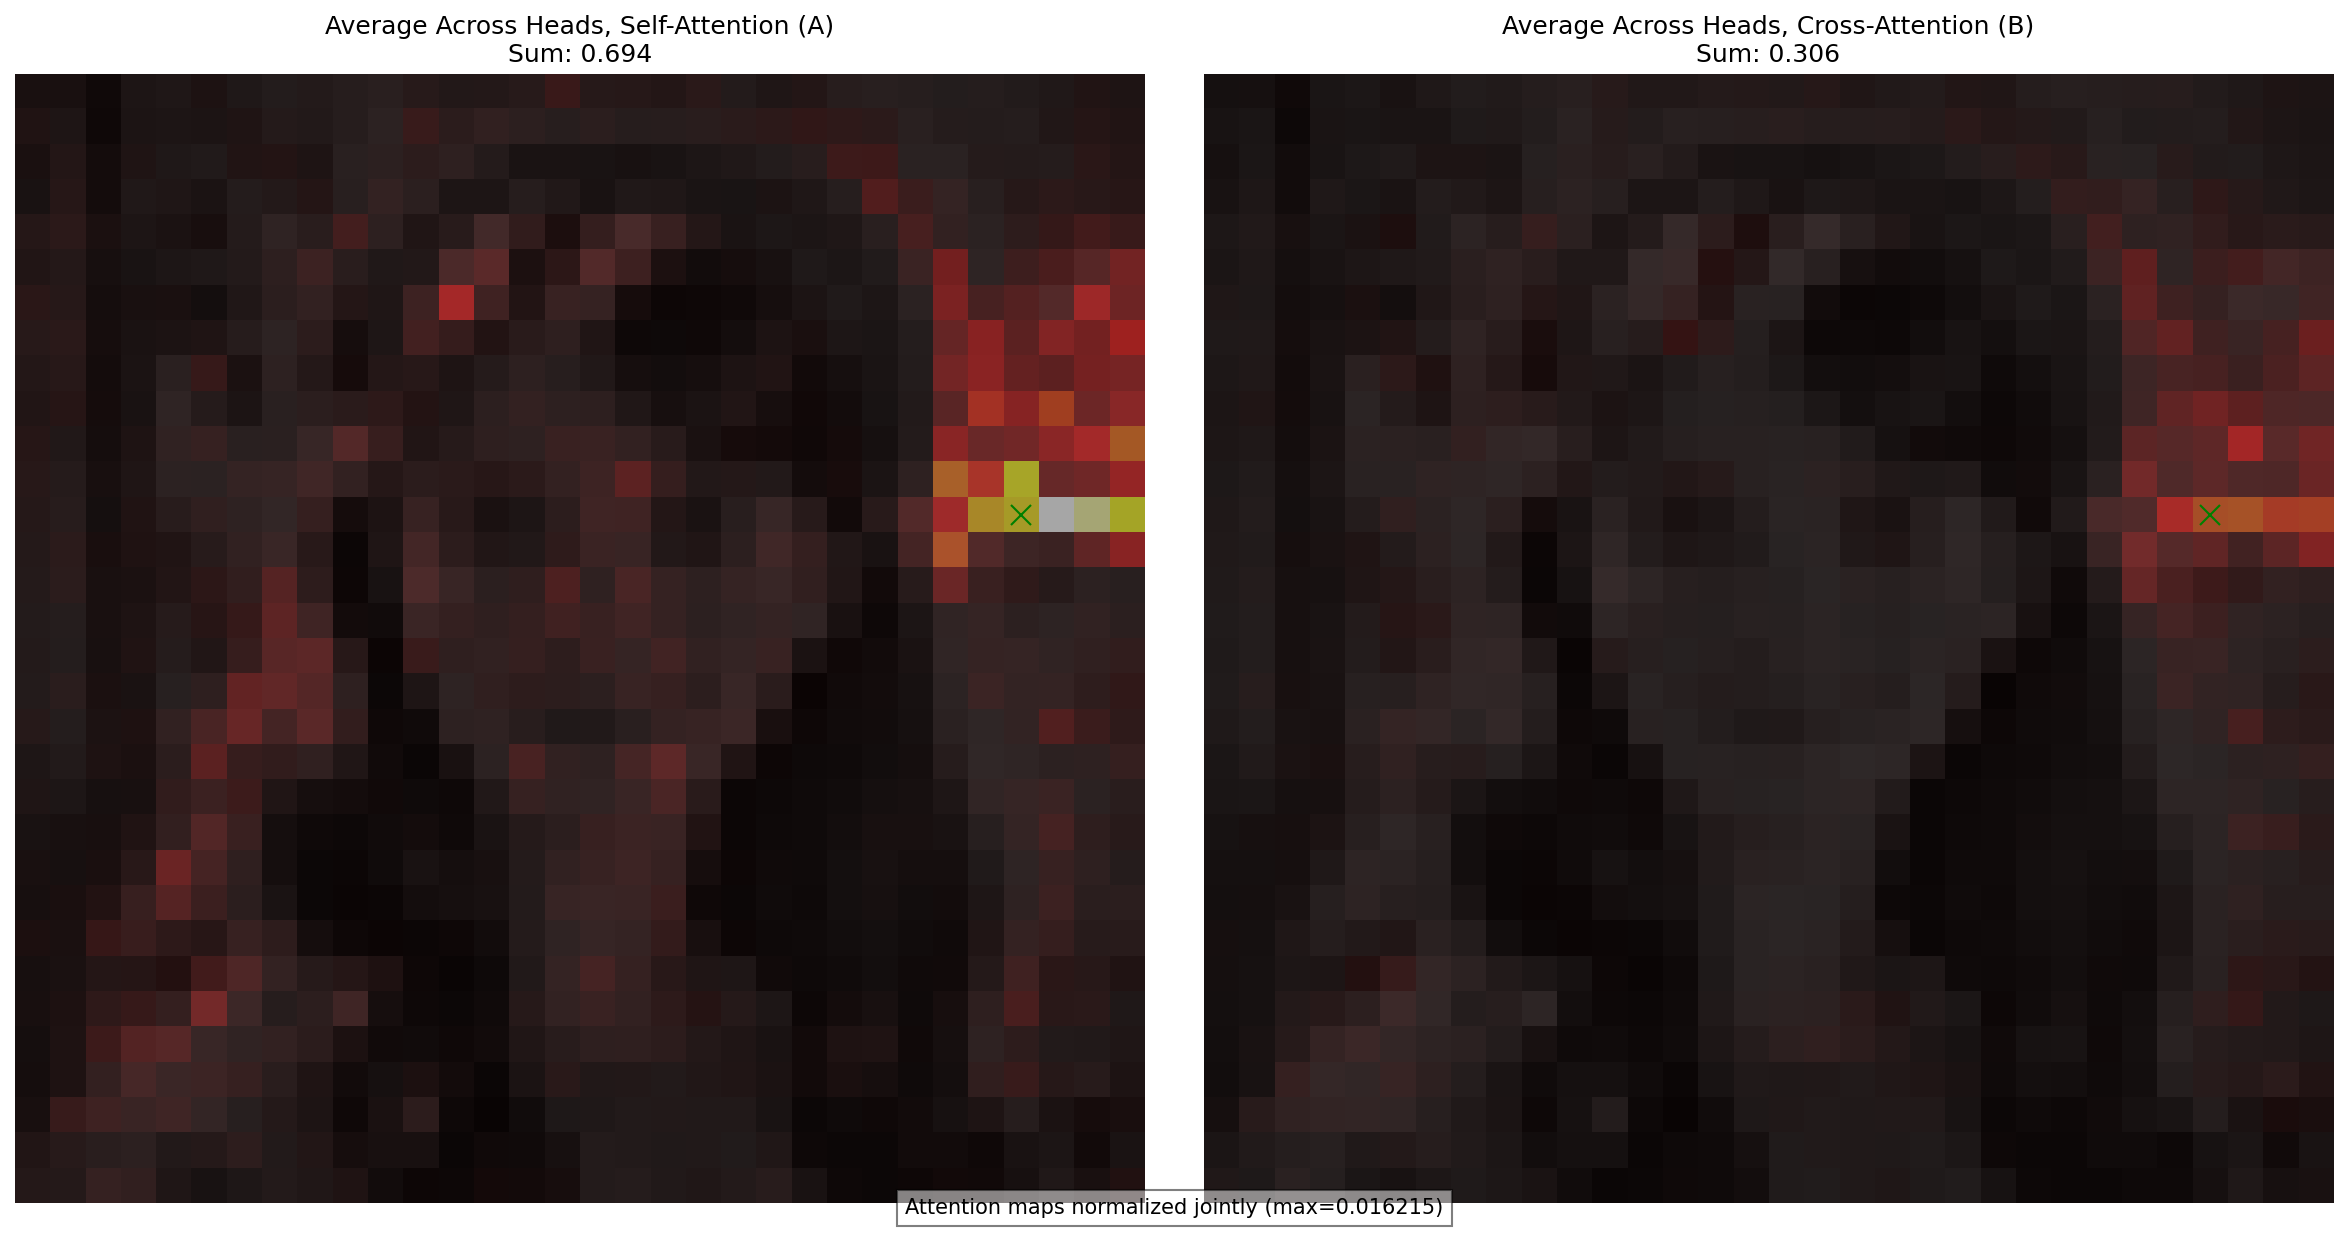 Average Across Heads, Self-Attention (A)
Sum: 0.694
Average Across Heads, Cross-Attention (B)
Sum: 0.306
Attention maps normalized jointly (max=0.016215)